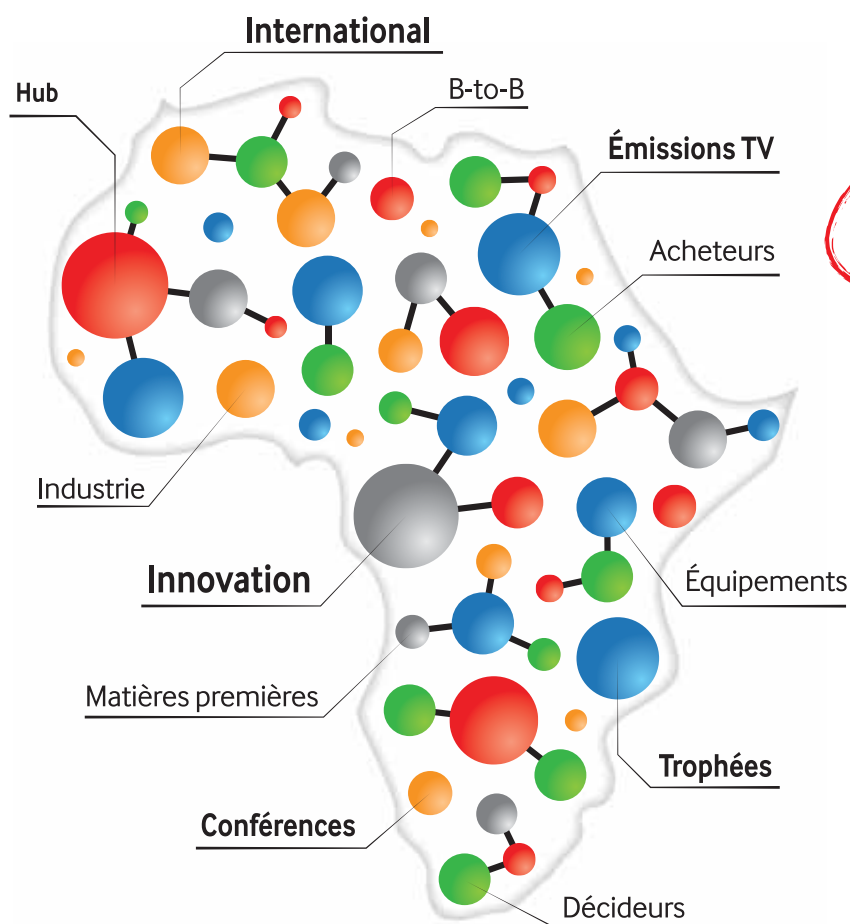 International
Hub
B-to-B
Émissions TV
Acheteurs
Industrie
Innovation
Équipements
Matières premières
Trophées
Conférences
Décideurs